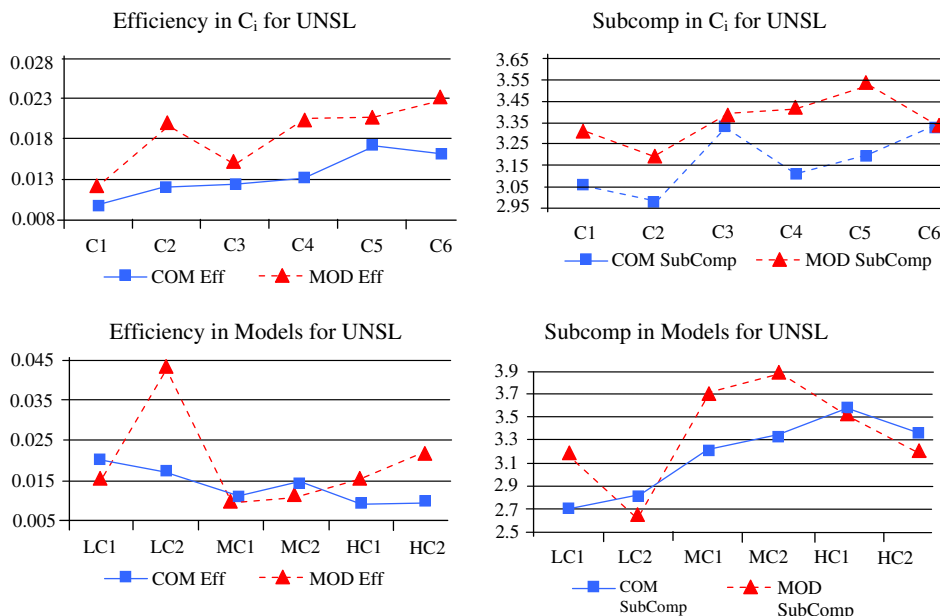 Efficiency in Ci for UNSL
0.028
0.023
0.018
0.013
0.008
C1 C2 C3 C4 C5 C6
COM Eff MOD Eff
Subcomp in Ci for UNSL
3.65
3.55
3.45
3.35
3.25
3.15
3.05
2.95
C1 C2 C3 C4 C5 C6
COM SubComp MOD SubComp
Efficiency in Models for UNSL
0.045
0.035
0.025
0.015
0.005
LC1 LC2 MC1 MC2 HC1 HC2
COM Eff MOD Eff
Subcomp in Models for UNSL
3.9
3.7
3.5
3.3
3.1
2.9
2.7
2.5
LC1 LC2 MC1 MC2 HC1 HC2
COM MOD
SubComp SubComp